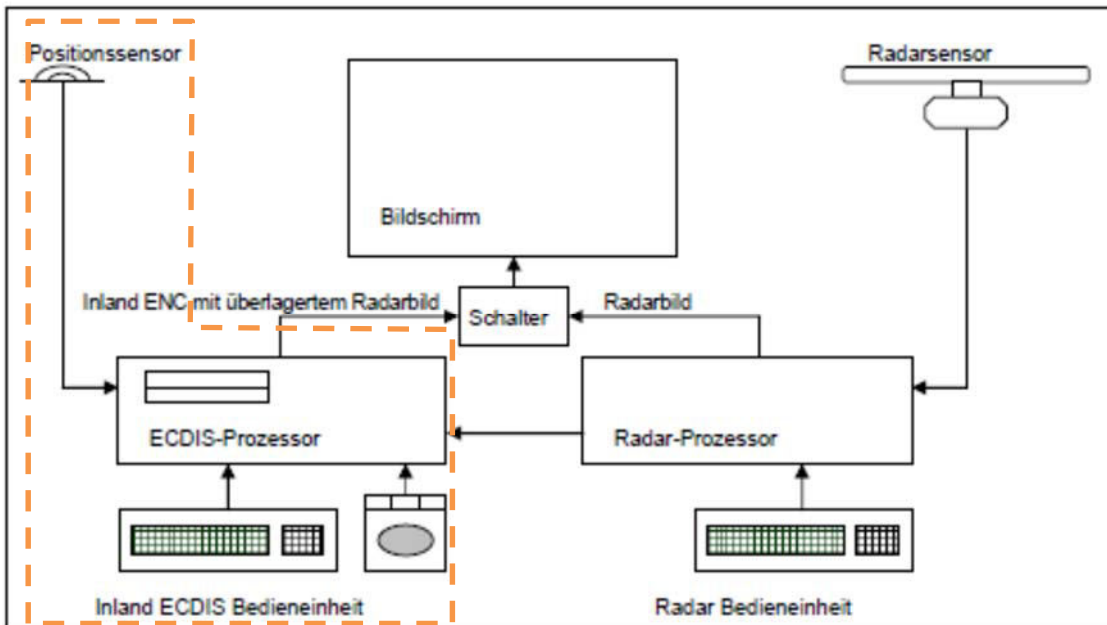 Positionssensor
Radarsensor
Bildschirm
Inland ENC mit überlagertem Radarbild
Schalter
Radarbild
ECDIS-Prozessor
Radar-Prozessor
Inland ECDIS Bedieneinheit
Radar Bedieneinheit